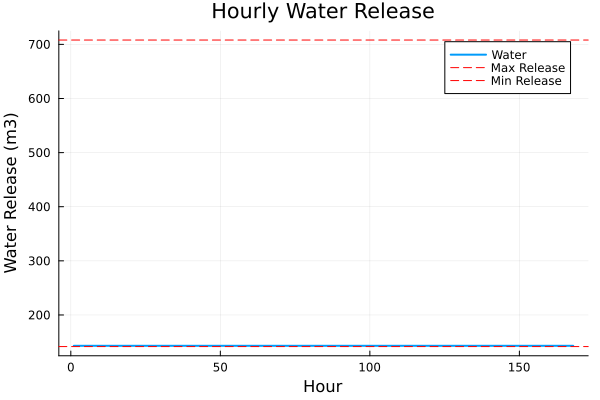 Hourly Water Release
700
600
500
400
300
200
Water Release (m3)
Water
Max Release
Min Release
0
50
100
150
Hour